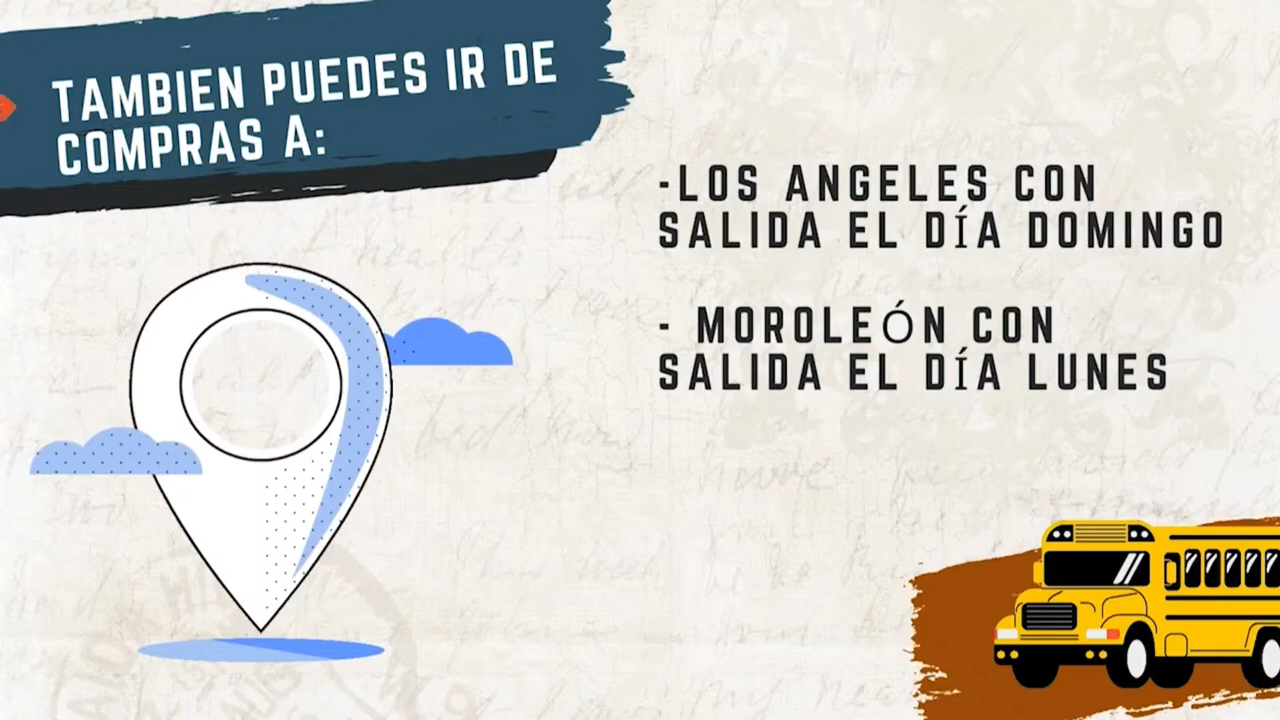 TAMBIEN PUEDES IR DE
COMPRAS A:
-LOS ANGELES CON
SALIDA EL DÍA DOMINGO
- MOROLEÓN CON
SALIDA EL DÍA LUNES